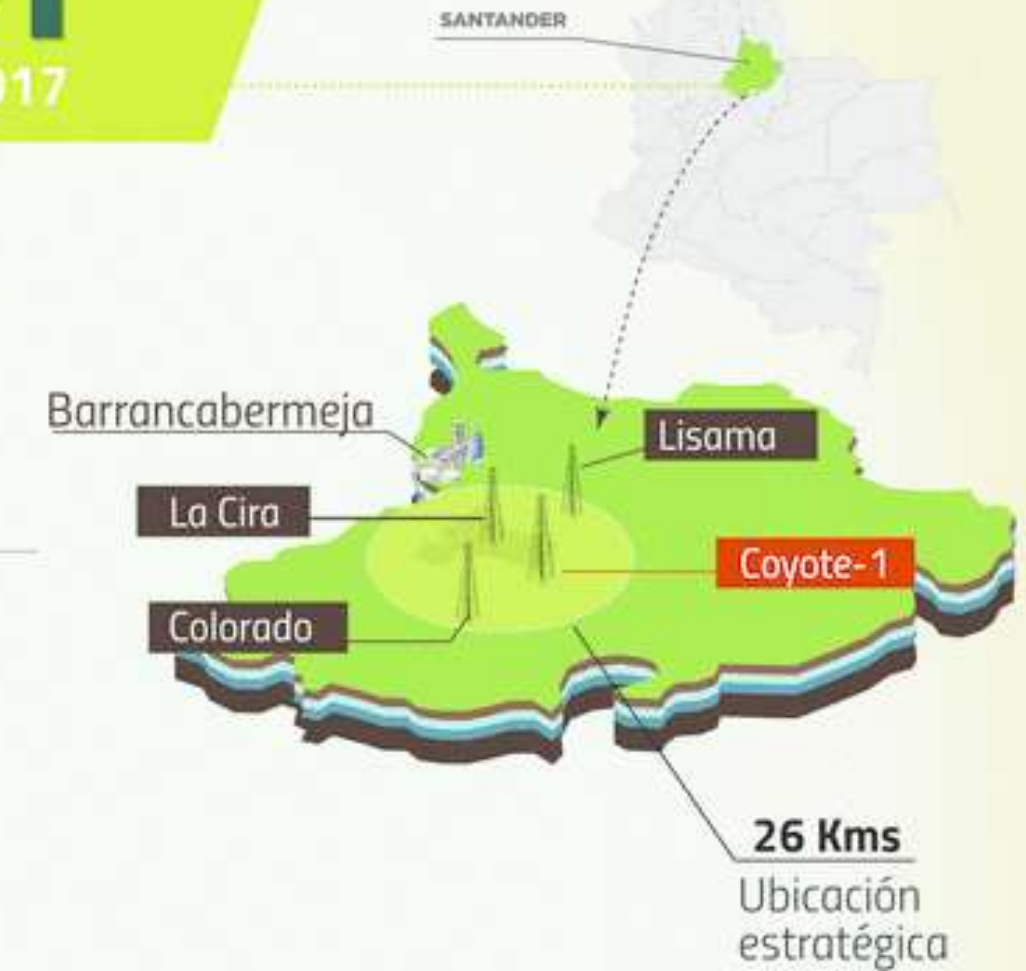 SANTANDER
017
Barrancabermeja
Lisama
La Cira
Coyote-1
Colorado
26 Kms
Ubicación
estratégica